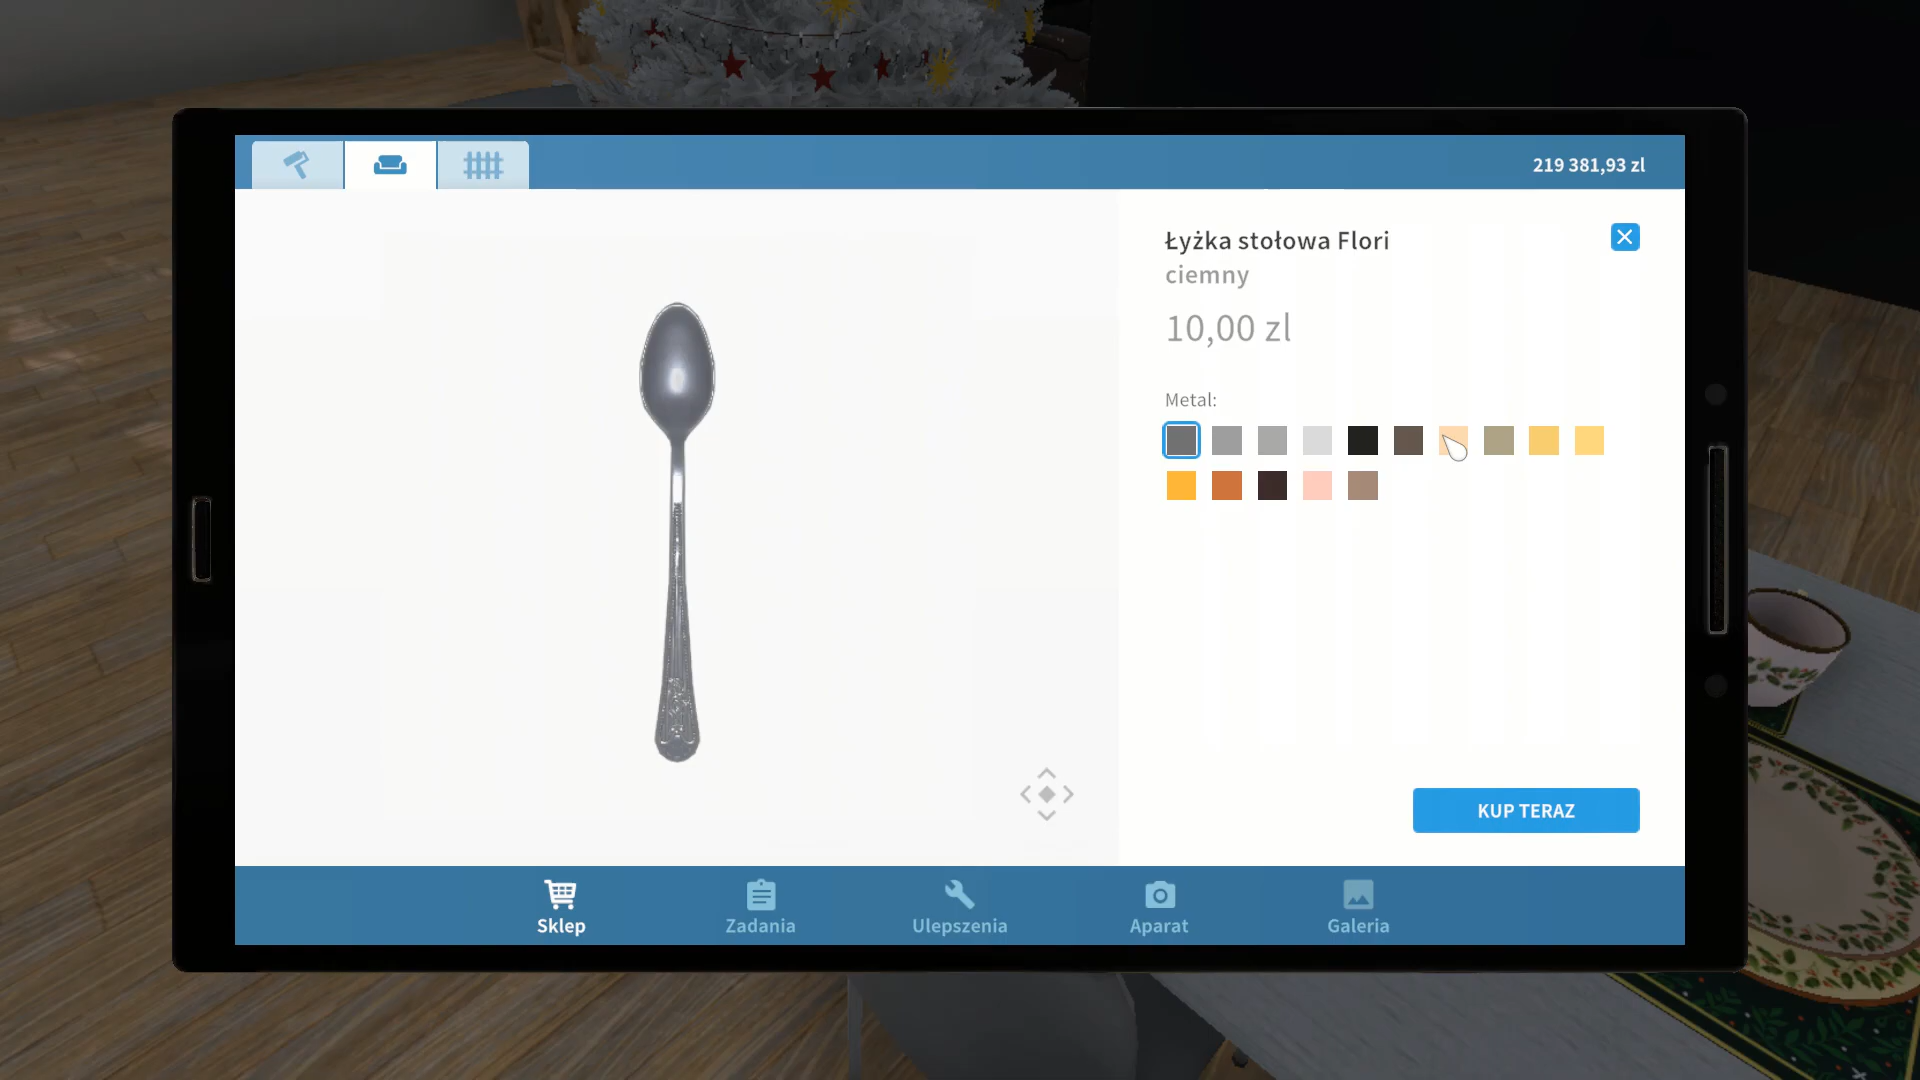 219 381,93 zl
Łyżka stołowa Flori
ciemny
10,00 zl
Metal:
KUP TERAZ
Sklep
Zadania
Ulepszenia
Aparat
Galeria